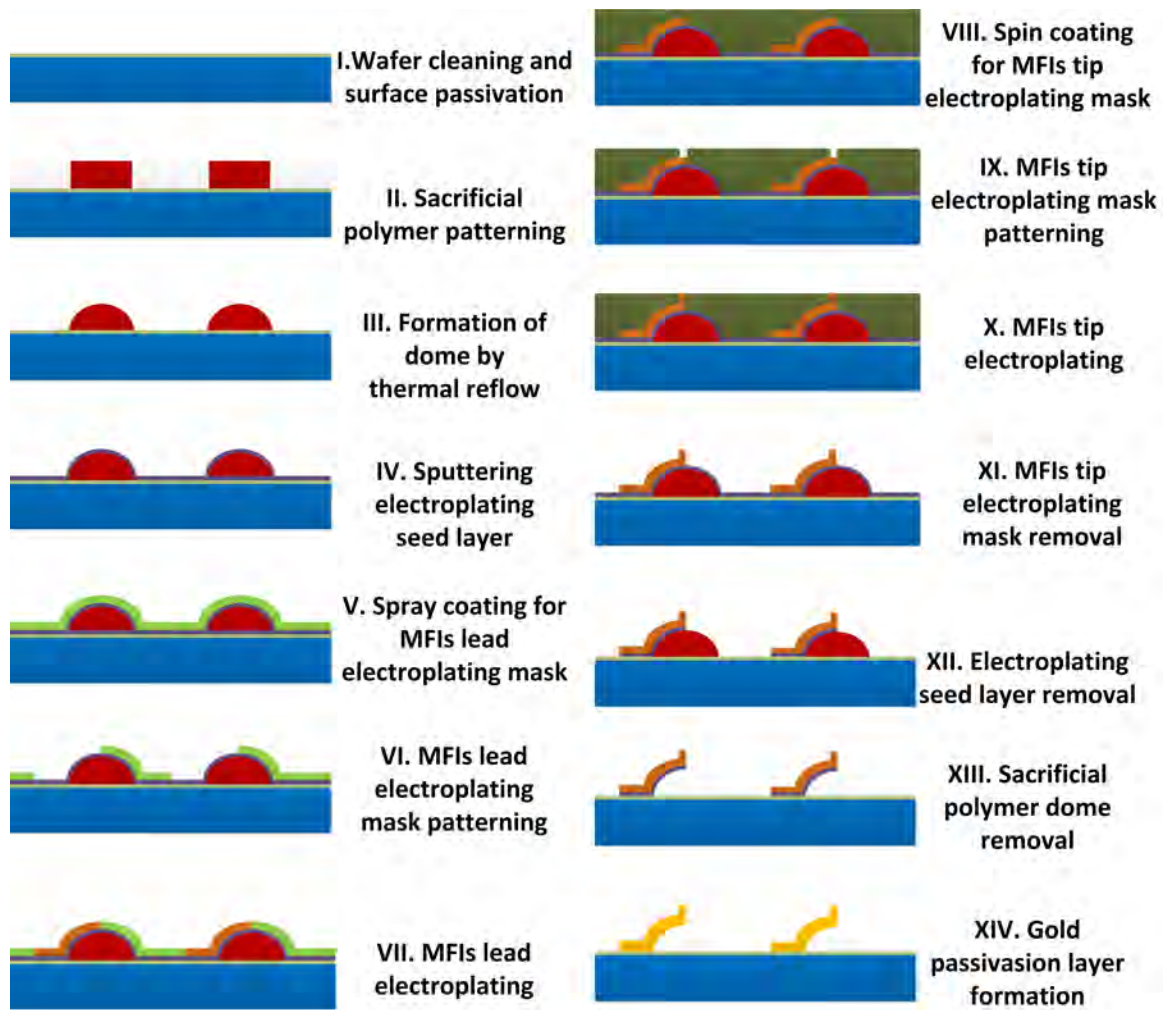 I.Wafer cleaning and
surface passivation
II. Sacrificial
polymer patterning
III. Formation of
dome by
thermal reflow
IV. Sputtering
electroplating
seed layer
V. Spray coating for
MFIs lead
electroplating mask
VI. MFIs lead
electroplating
mask patterning
VII. MFIs lead
electroplating
VIII. Spin coating
for MFIs tip
electroplating mask
IX. MFIs tip
electroplating mask
patterning
X. MFIs tip
electroplating
XI. MFIs tip
electroplating
mask removal
XII. Electroplating
seed layer removal
XIII. Sacrificial
polymer dome
removal
XIV. Gold
passivasion layer
formation